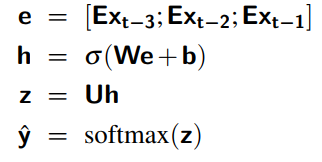 e = [Ex_{t−3}; Ex_{t−2}; Ex_{t−1}]
h = σ(We + b)
z = Uh
ŷ = softmax(z)